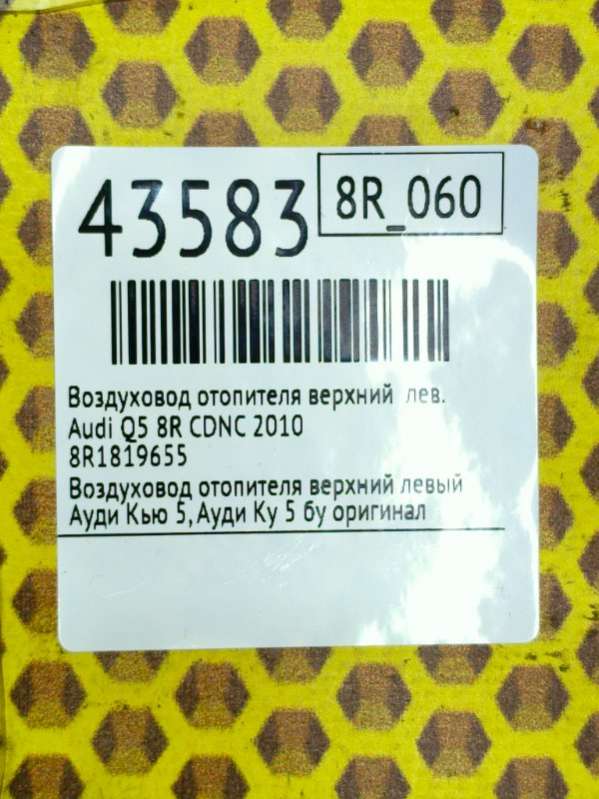 43583
8R_060
Воздуховод отопителя верхний лев.
Audi Q5 8R CDNC 2010
8R1819655
Воздуховод отопителя верхний левый
Ауди Кью 5, Ауди Ку 5 бу оригинал